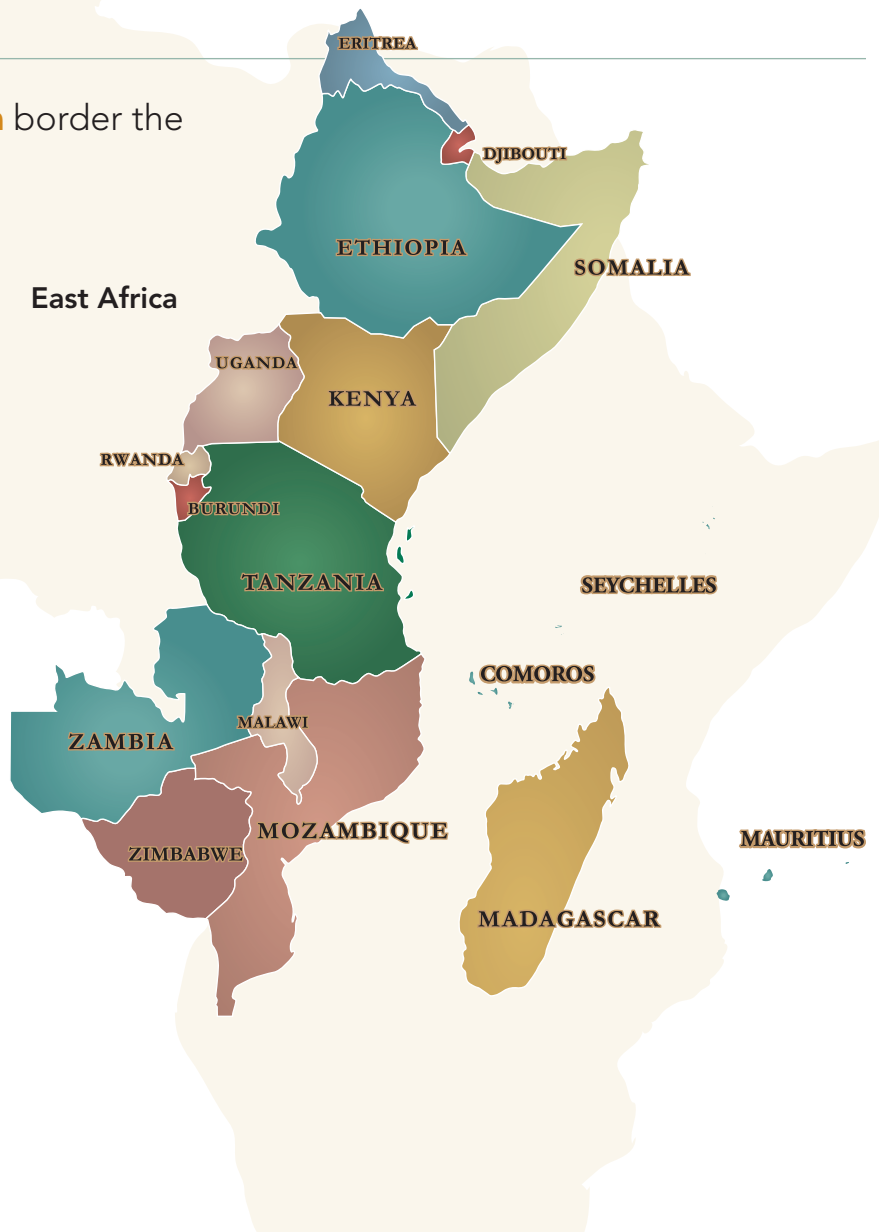 ERITREA
border the
DJIBOUTI
ETHIOPIA
SOMALIA
East Africa
UGANDA
KENYA
RWANDA
BURUNDI
TANZANIA
SEYCHELLES
COMOROS
MALAWI
ZAMBIA
MOZAMBIQUE
MAURITIUS
ZIMBABWE
MADAGASCAR